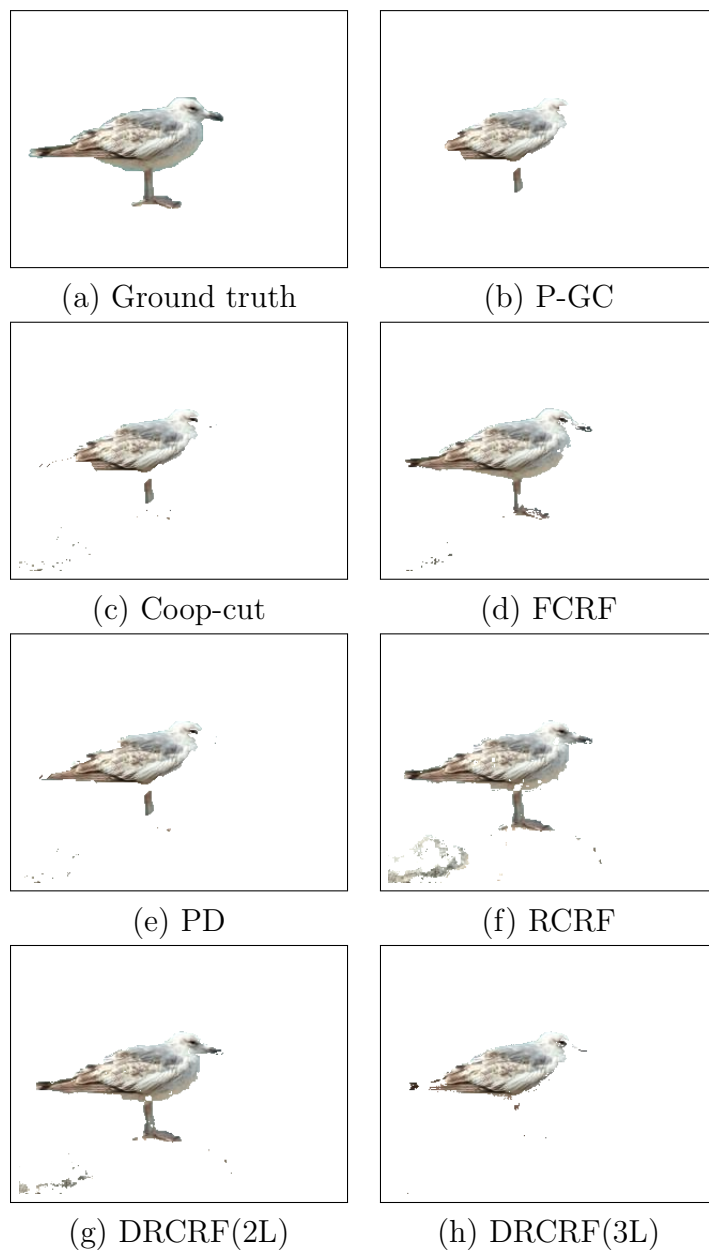 (a) Ground truth
(b) P-GC
(c) Coop-cut
(d) FCRF
(e) PD
(f) RCRF
(g) DRCRF(2L)
(h) DRCRF(3L)